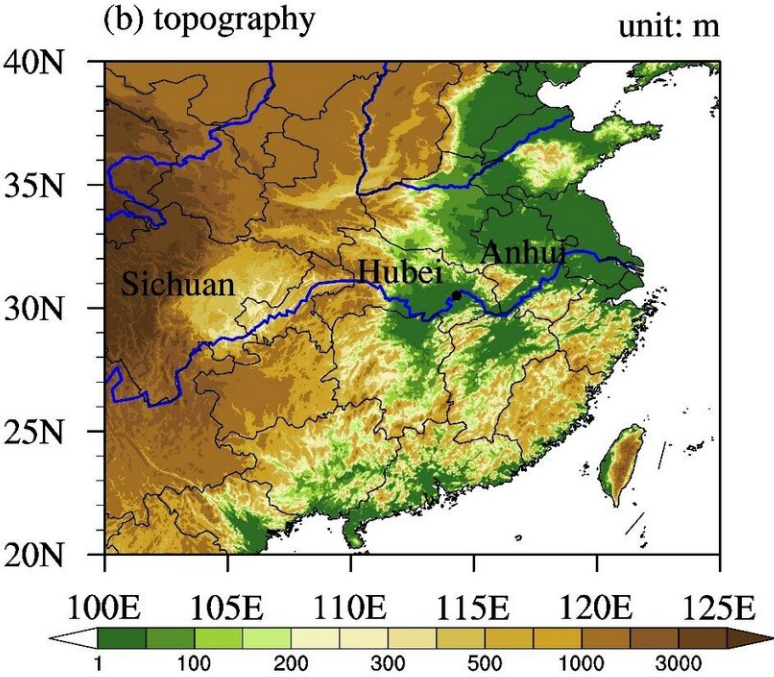 (b) topography
unit: m
40N
35N
30N
25N
20N
Sichuan
Hubei
Anhui
100E 105E 110E 115E 120E 125E
1 100 200 300 500 1000 3000